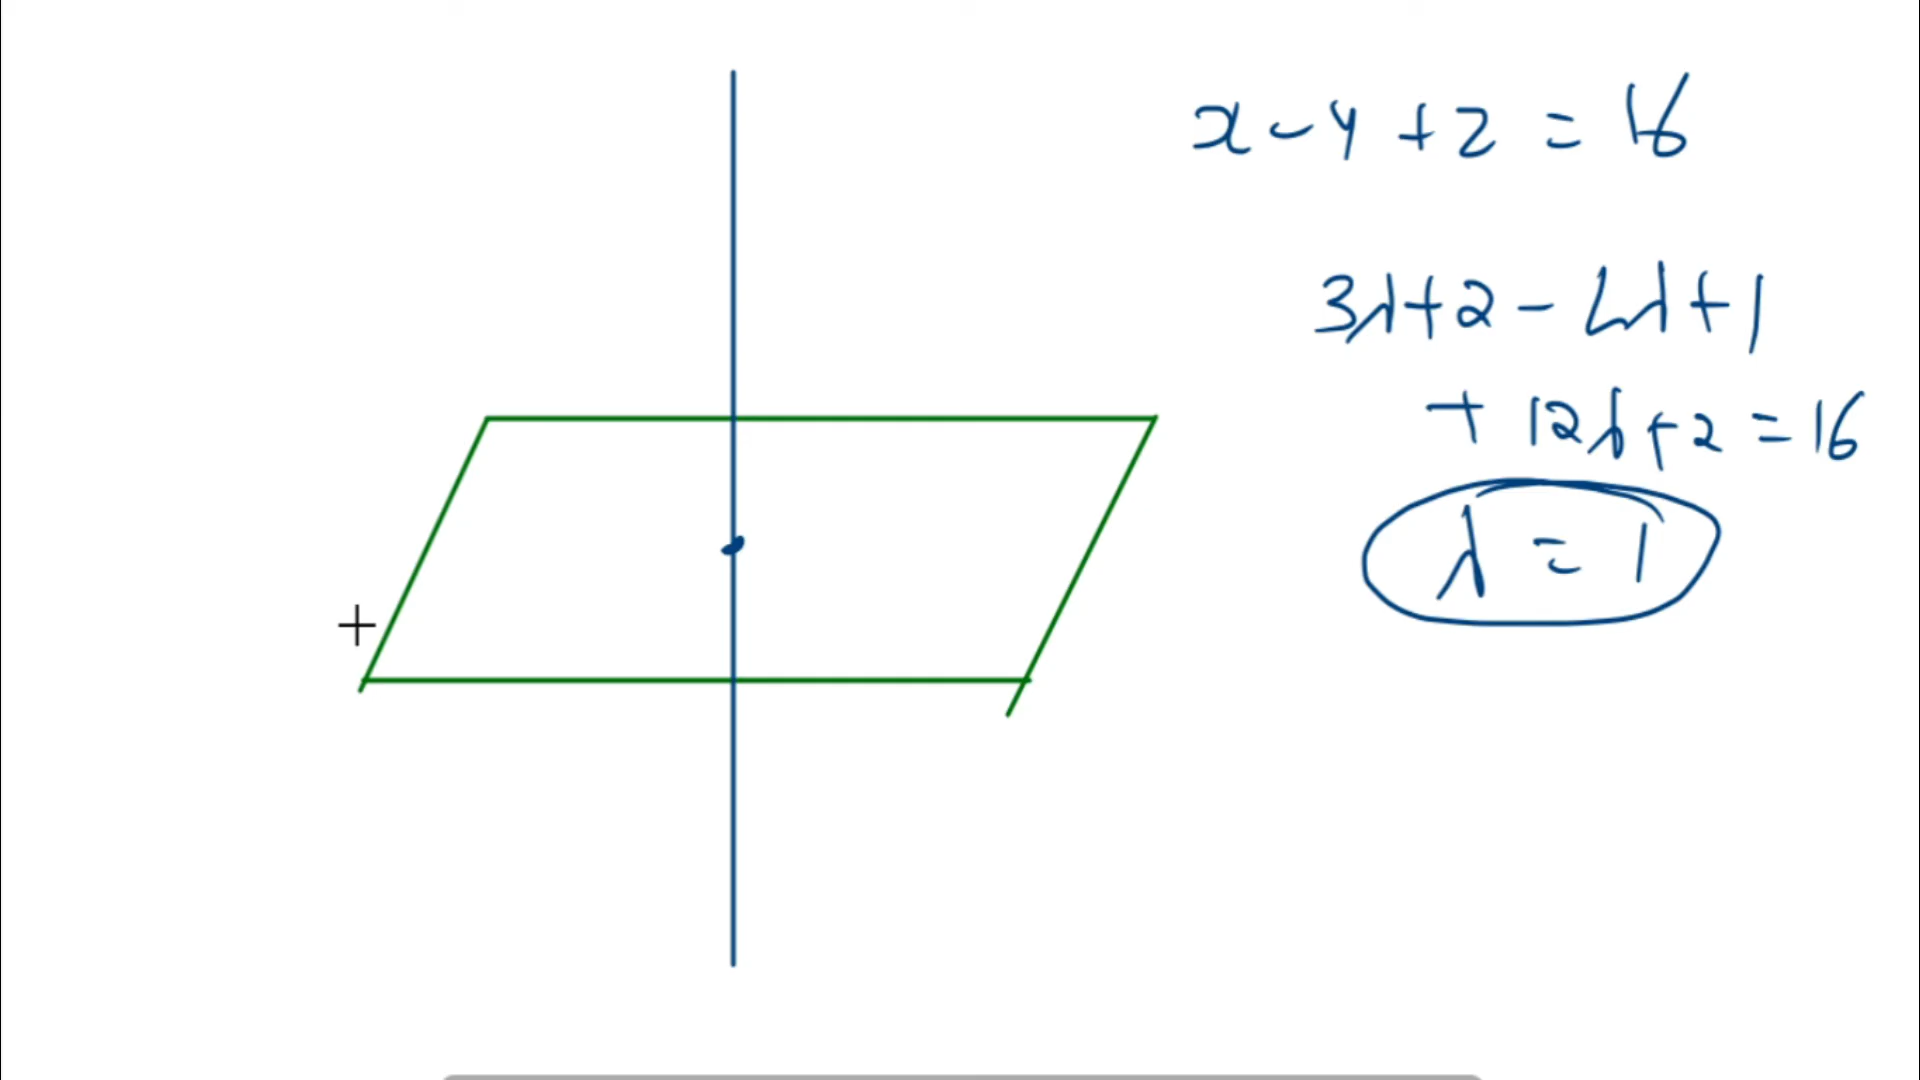 x - y + z = 16
3λ + 2 - 4λ + 1
+ 12λ + 2 = 16
λ = 1